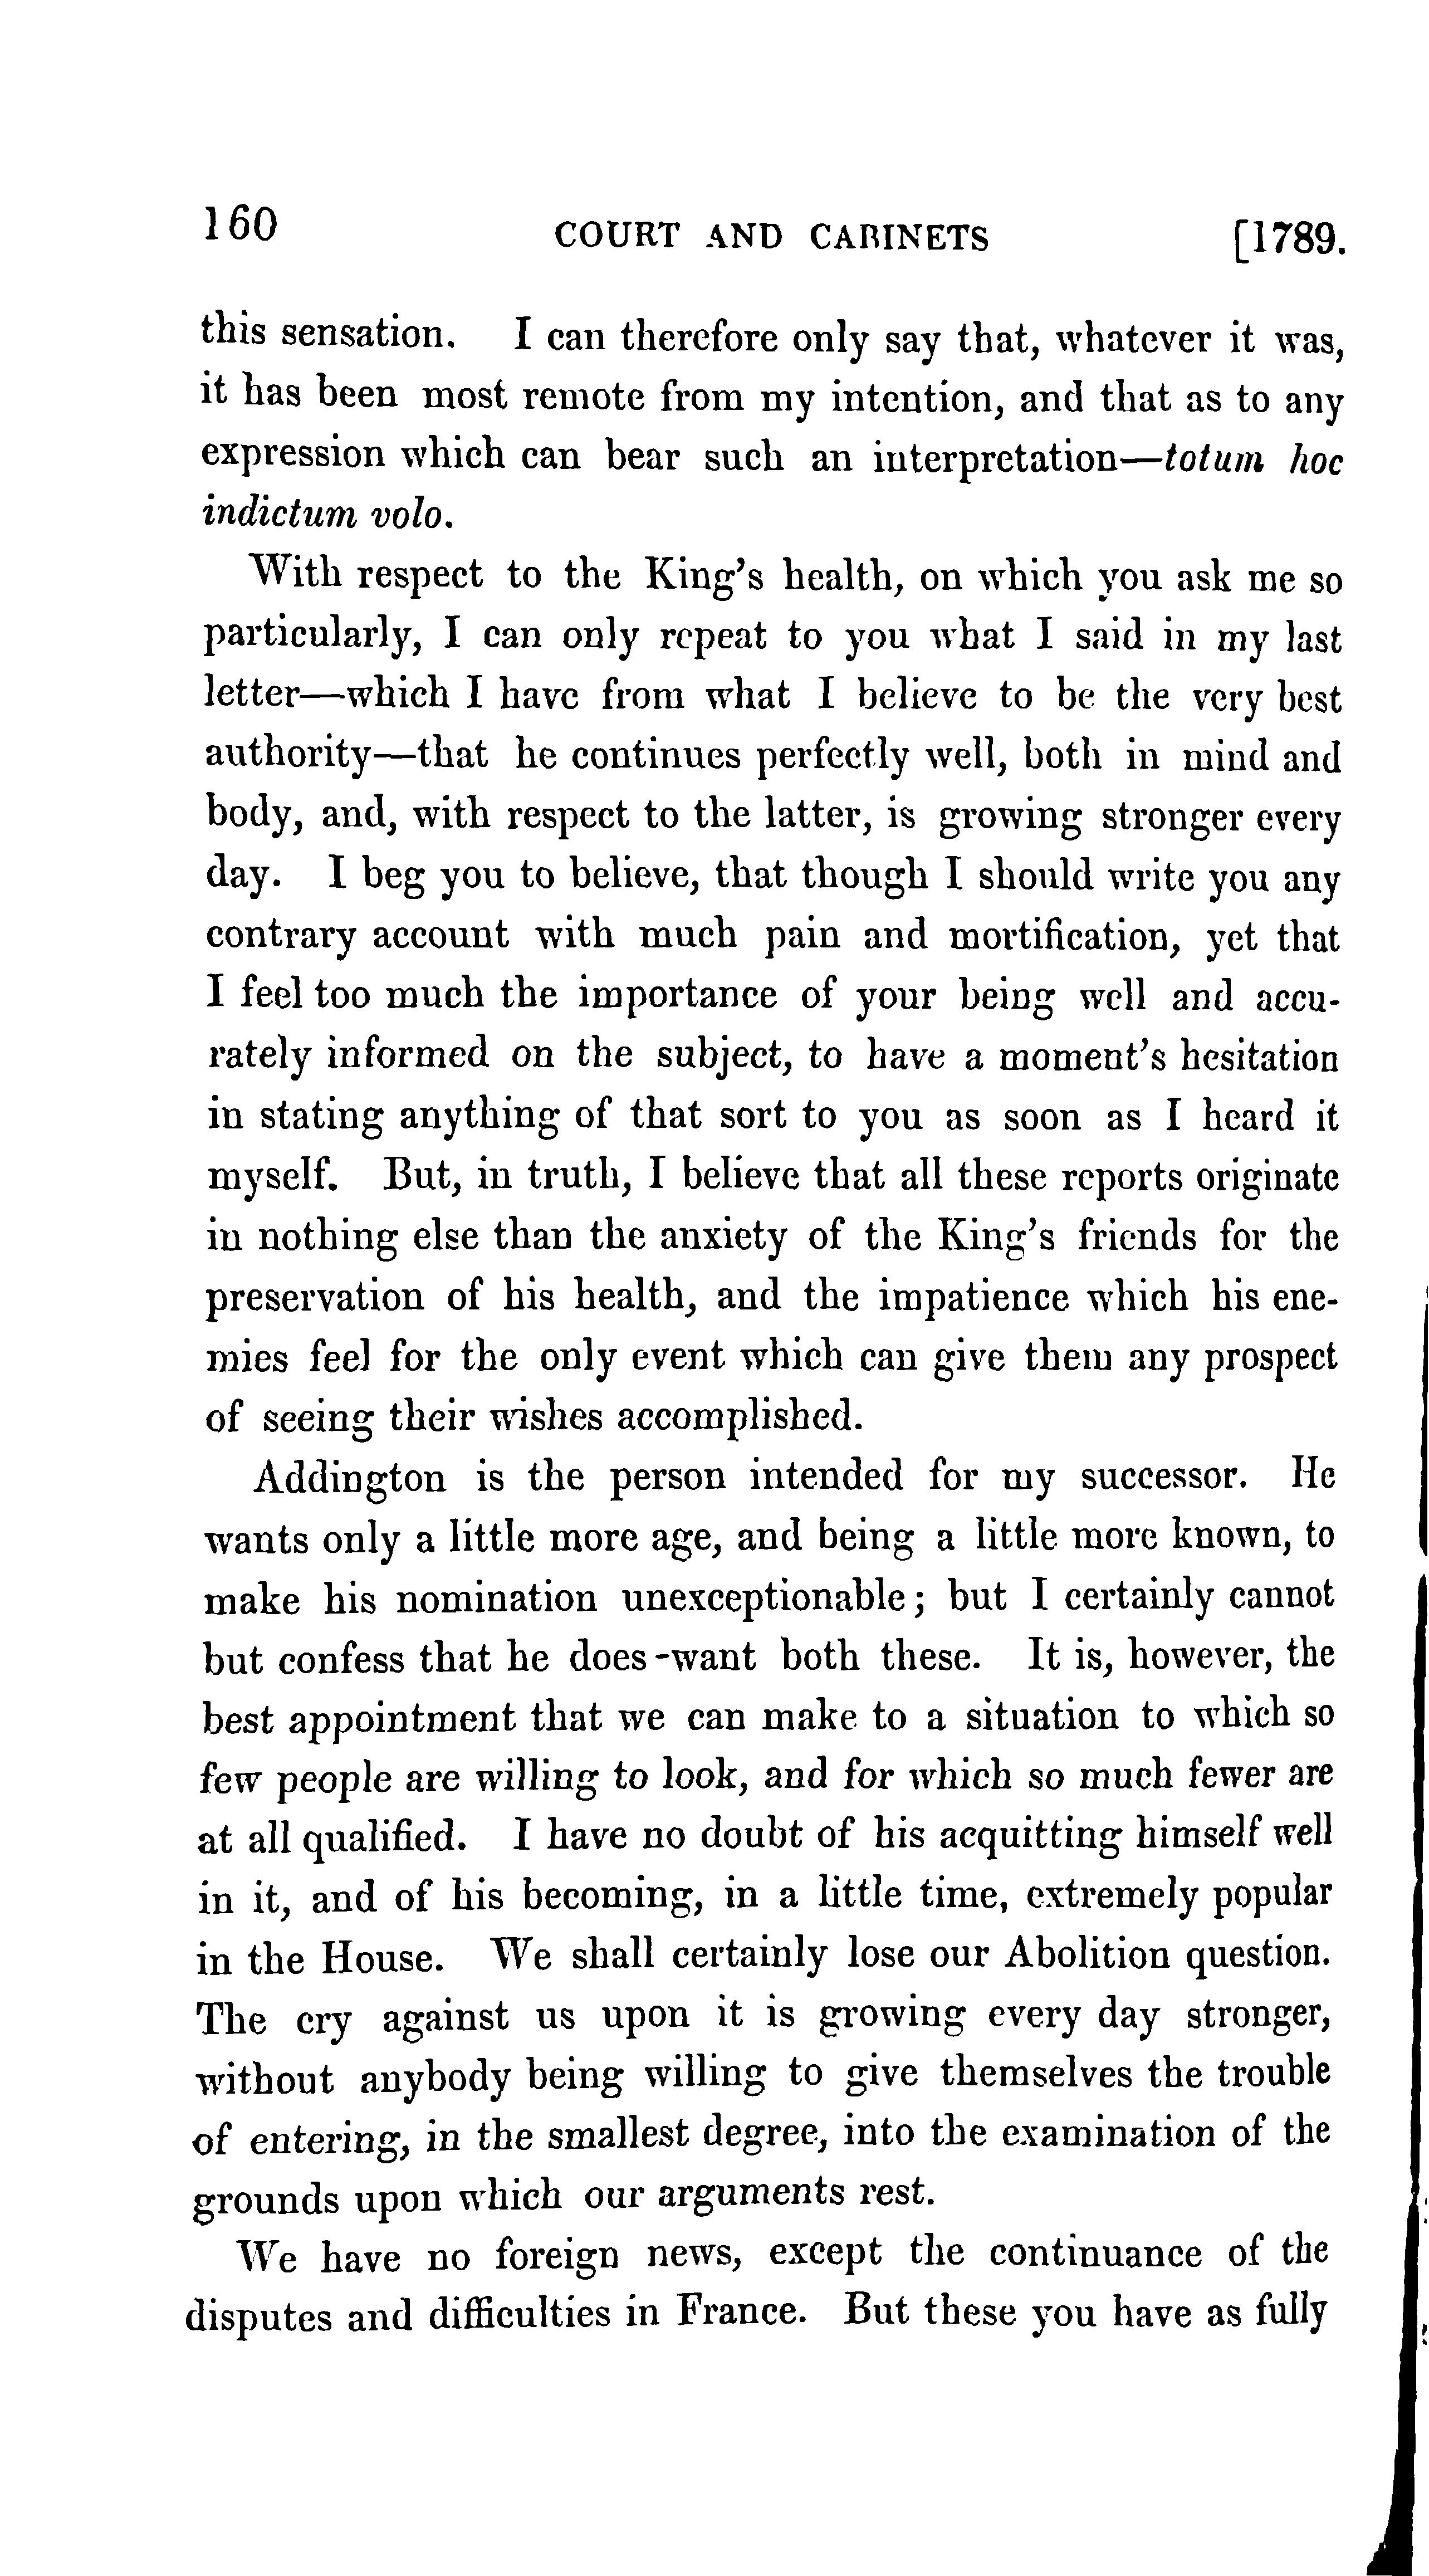 160 COURT AND CABINETS [1789.
this sensation. I can therefore only say that, whatever it was,
it has been most remote from my intention, and that as to any
expression which can bear such an interpretation—totum hoc
indictum volo.
With respect to the King's health, on which you ask me so
particularly, I can only repeat to you what I said in my last
letter—which I have from what I believe to be the very best
authority—that he continues perfectly well, both in mind and
body, and, with respect to the latter, is growing stronger every
day. I beg you to believe, that though I should write you any
contrary account with much pain and mortification, yet that
I feel too much the importance of your being well and accu-
rately informed on the subject, to have a moment's hesitation
in stating anything of that sort to you as soon as I heard it
myself. But, in truth, I believe that all these reports originate
in nothing else than the anxiety of the King's friends for the
preservation of his health, and the impatience which his ene-
mies feel for the only event which can give them any prospect
of seeing their wishes accomplished.
Addington is the person intended for my successor. He
wants only a little more age, and being a little more known, to
make his nomination unexceptionable; but I certainly cannot
but confess that he does -want both these. It is, however, the
best appointment that we can make to a situation to which so
few people are willing to look, and for which so much fewer are
at all qualified. I have no doubt of his acquitting himself well
in it, and of his becoming, in a little time, extremely popular
in the House. We shall certainly lose our Abolition question.
The cry against us upon it is growing every day stronger,
without anybody being willing to give themselves the trouble
of entering, in the smallest degree, into the examination of the
grounds upon which our arguments rest.
We have no foreign news, except the continuance of the
disputes and difficulties in France. But these you have as fully